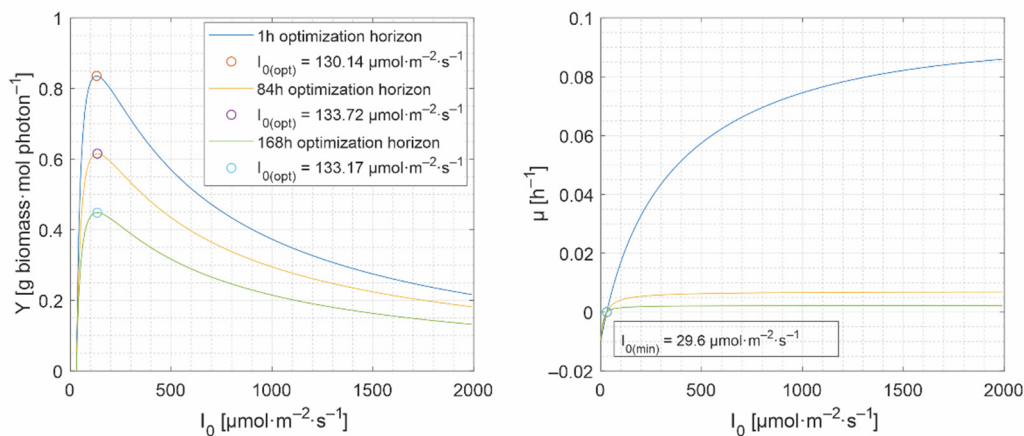 Y [g biomass·mol photon⁻¹]
1
0.8
0.6
0.4
0.2
0
0
500
1000
1500
2000
I₀ [µmol·m⁻²·s⁻¹]
1h optimization horizon
I₀₍ₒₚₜ₎ = 130.14 µmol·m⁻²·s⁻¹
84h optimization horizon
I₀₍ₒₚₜ₎ = 133.72 µmol·m⁻²·s⁻¹
168h optimization horizon
I₀₍ₒₚₜ₎ = 133.17 µmol·m⁻²·s⁻¹
µ [h⁻¹]
0.1
0.08
0.06
0.04
0.02
0
−0.02
0
500
1000
1500
2000
I₀ [µmol·m⁻²·s⁻¹]
I₀₍ₘᵢₙ₎ = 29.6 µmol·m⁻²·s⁻¹